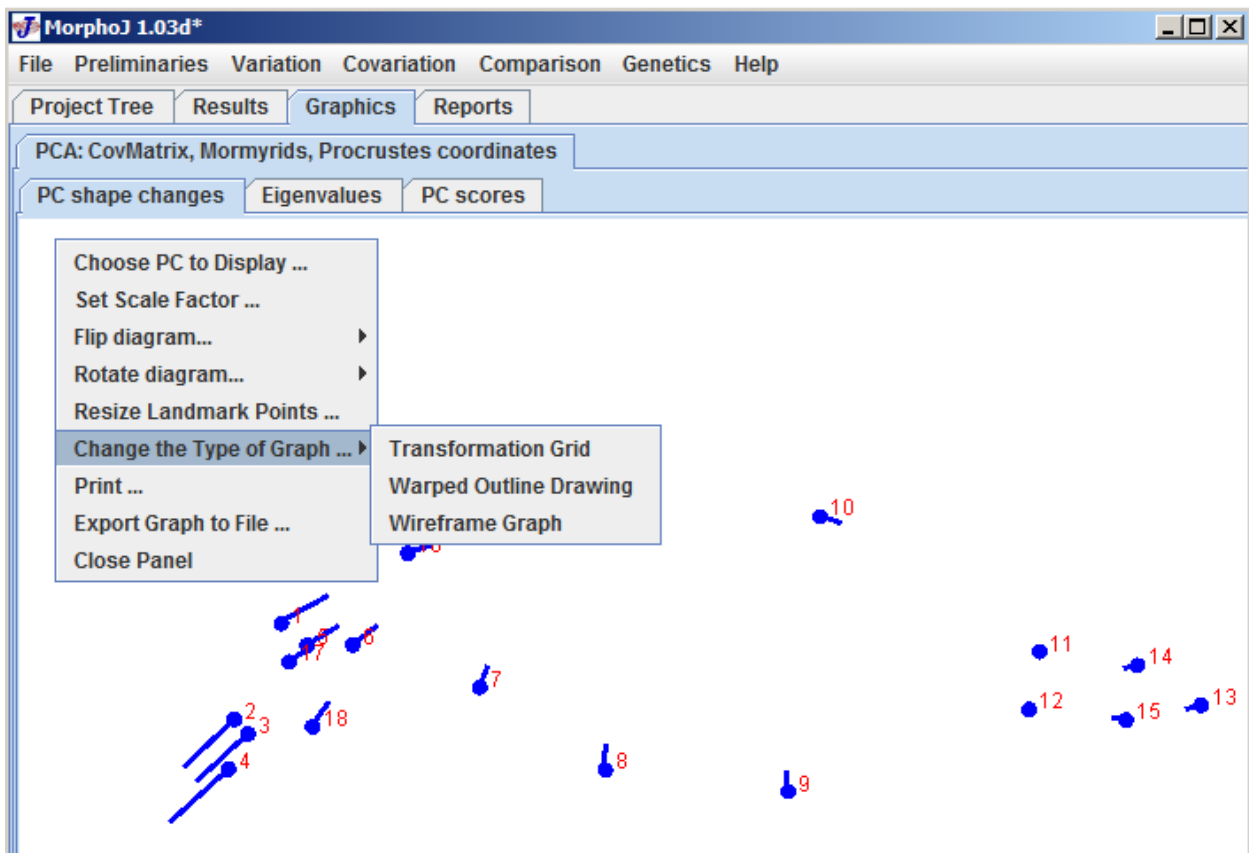 MorphoJ 1.03d*
File Preliminaries Variation Covariation Comparison Genetics Help
Project Tree Results Graphics Reports
PCA: CovMatrix, Mormyrids, Procrustes coordinates
PC shape changes Eigenvalues PC scores
Choose PC to Display ...
Set Scale Factor ...
Flip diagram...
Rotate diagram...
Resize Landmark Points ...
Change the Type of Graph ...
Print ...
Export Graph to File ...
Close Panel
Transformation Grid
Warped Outline Drawing
Wireframe Graph
10
1
5
6
17
7
11
14
2
3
18
12
15
13
4
8
9